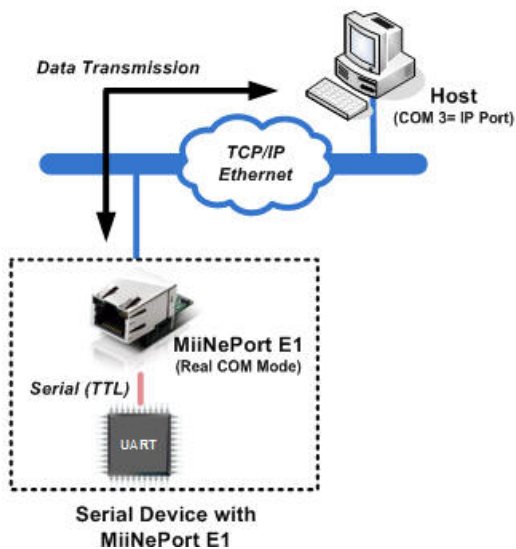 Data Transmission
Host
(COM 3= IP Port)
TCP/IP
Ethernet
MiiNePort E1
(Real COM Mode)
Serial (TTL)
UART
Serial Device with
MiiNePort E1